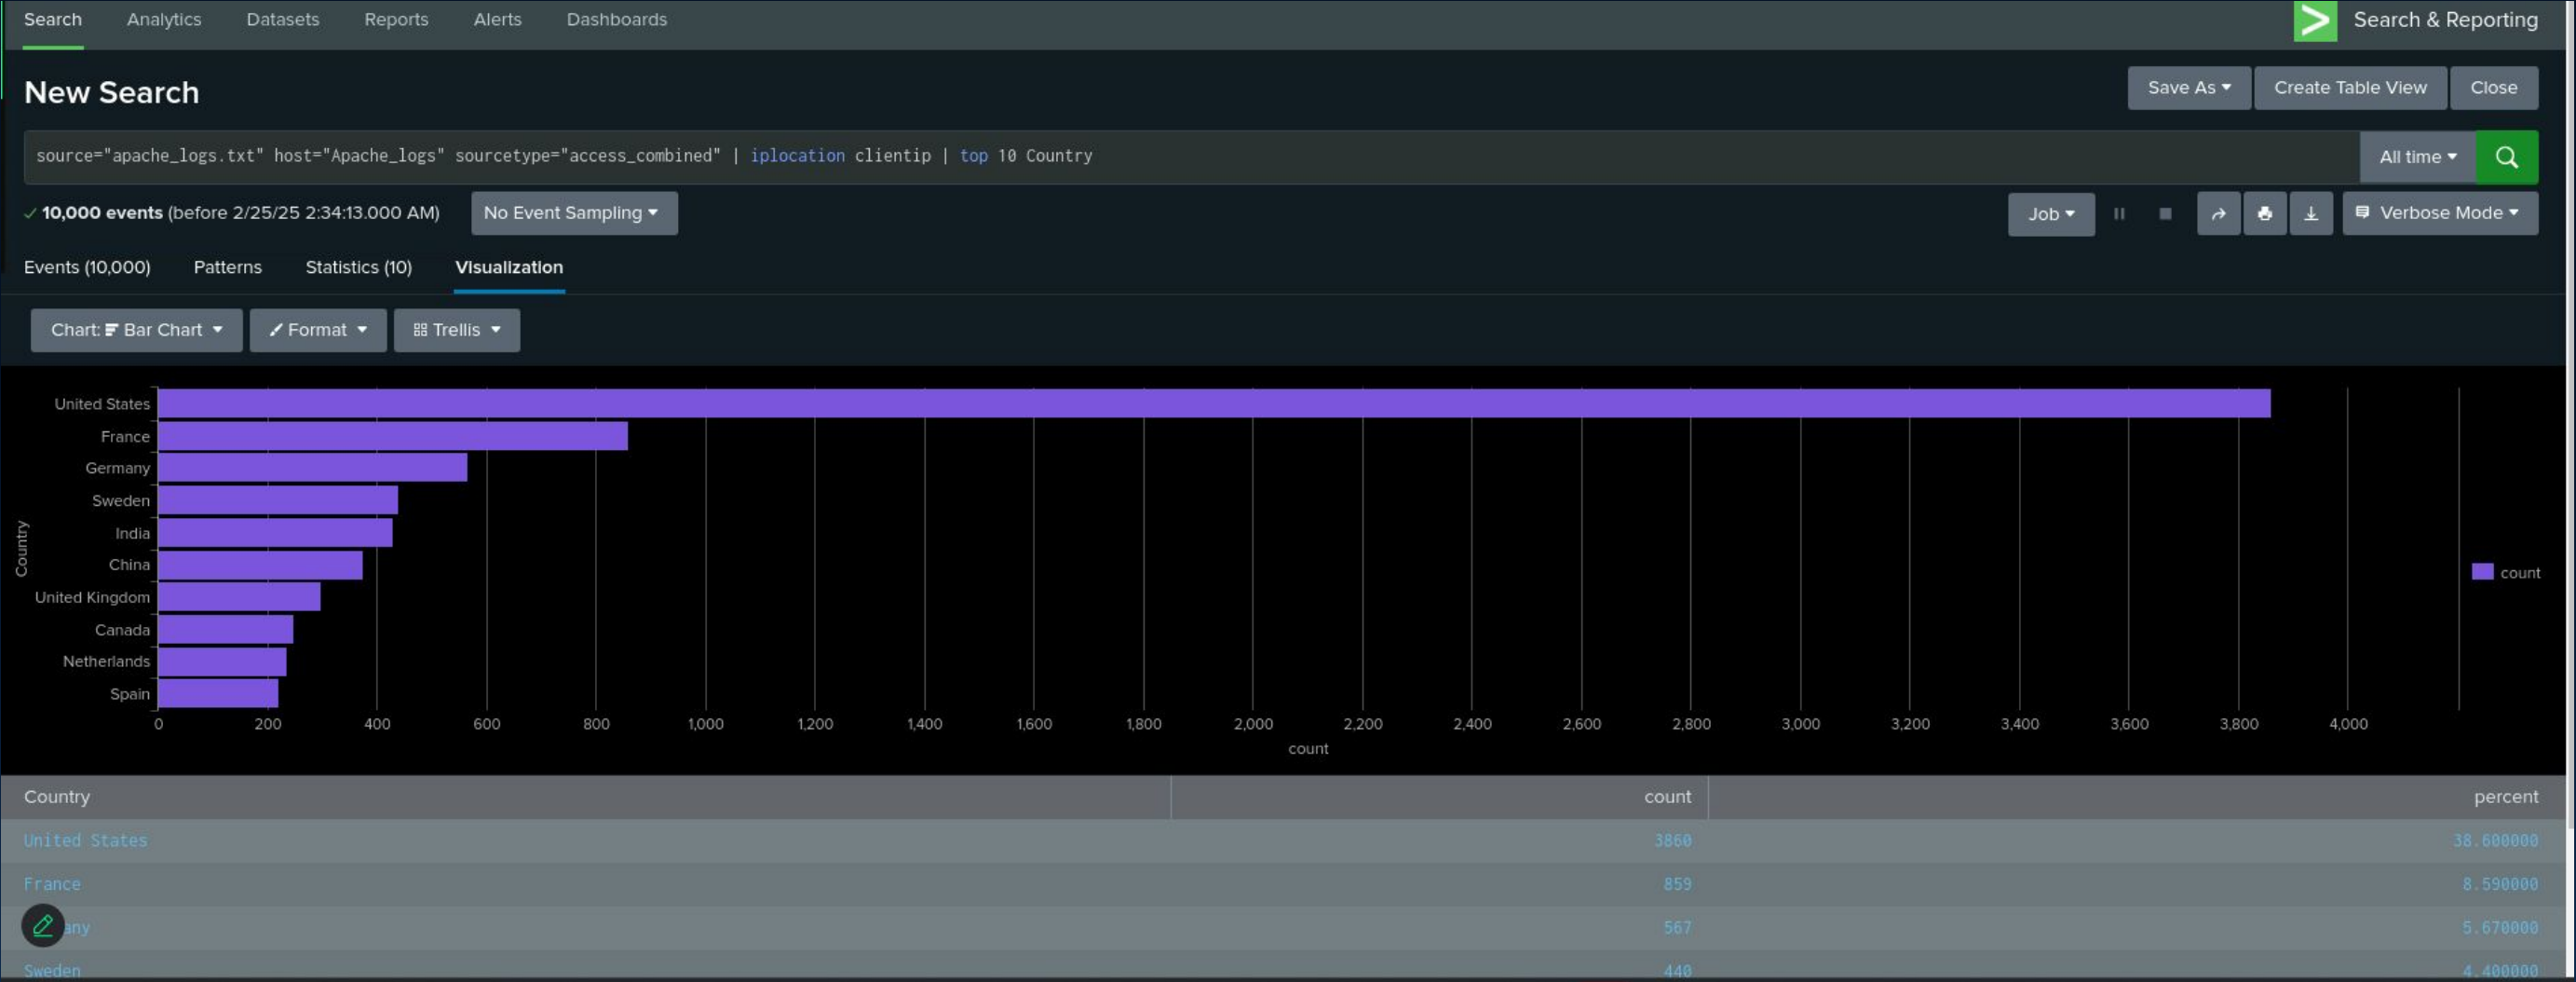 Search Analytics Datasets Reports Alerts Dashboards Search & Reporting
New Search Save As Create Table View Close
source="apache_logs.txt" host="Apache_logs" sourcetype="access_combined" | iplocation clientip | top 10 Country All time
10,000 events (before 2/25/25 2:34:13.000 AM) No Event Sampling Job Verbose Mode
Events (10,000) Patterns Statistics (10) Visualization
Chart: Bar Chart Format Trellis
United States
France
Germany
Sweden
India
China
United Kingdom
Canada
Netherlands
Spain
Country
count
0 200 400 600 800 1,000 1,200 1,400 1,600 1,800 2,000 2,200 2,400 2,600 2,800 3,000 3,200 3,400 3,600 3,800 4,000
count
Country count percent
United States 3860 38.600000
France 859 8.590000
any 567 5.670000
Sweden 440 4.400000